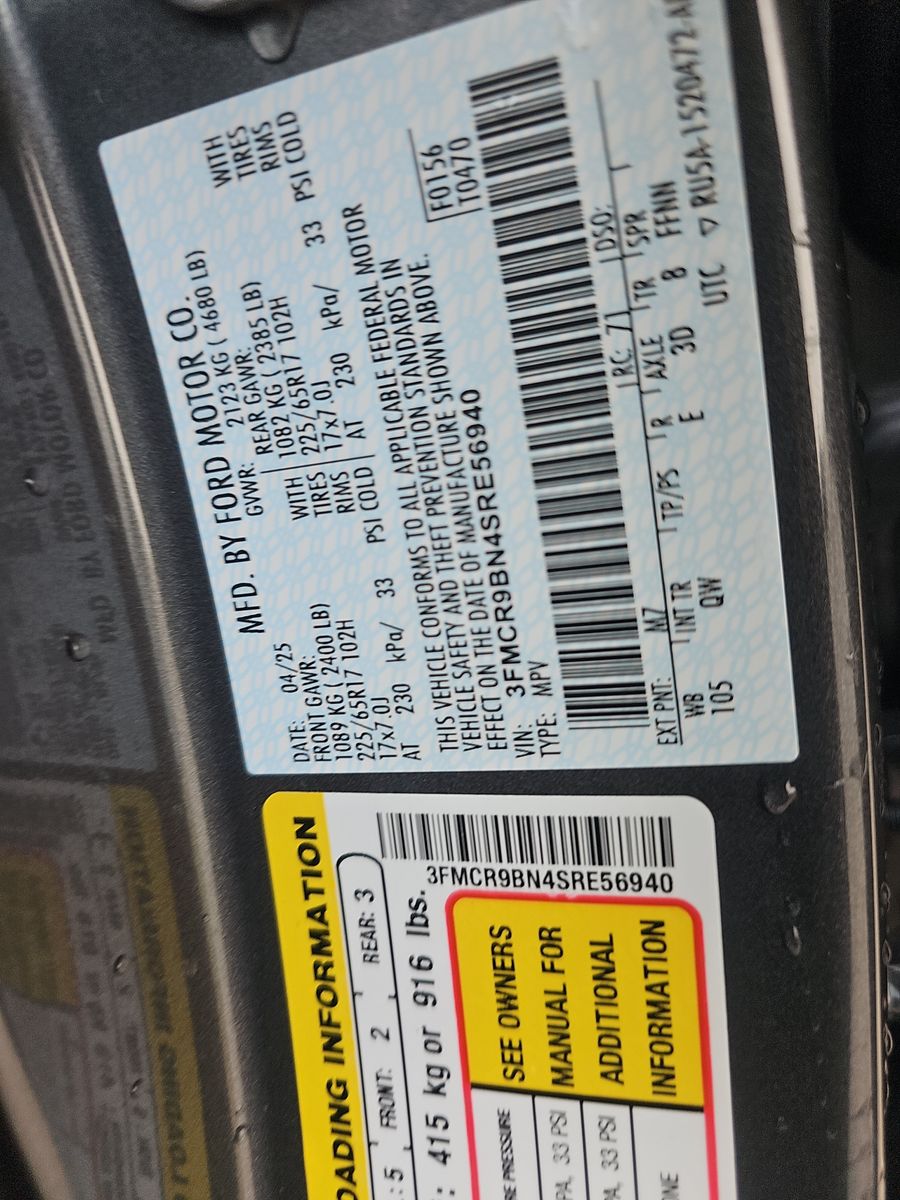 MFD. BY FORD MOTOR CO.
DATE: 04/25 GVWR: 2123 KG ( 4680 LB)
FRONT GAWR: REAR GAWR:
1089 KG ( 2400 LB) WITH 1082 KG ( 2385 LB) WITH
225/65R17 102H TIRES 225/65R17 102H TIRES
17x7.0J RIMS 17x7.0J RIMS
AT 230 kPa/ 33 PSI COLD AT 230 kPa/ 33 PSI COLD
THIS VEHICLE CONFORMS TO ALL APPLICABLE FEDERAL MOTOR
VEHICLE SAFETY AND THEFT PREVENTION STANDARDS IN
EFFECT ON THE DATE OF MANUFACTURE SHOWN ABOVE.
F0156
T0470
VIN: 3FMCR9BN4SRE56940
TYPE: MPV
EXT PNT: M7 RC: 71 DSO:
WB INT TR TP/PS R AXLE TR SPR
105 QW E 3D B FFNN
UTC ▽ RU5A-1520472-A
LOADING INFORMATION
: 5 FRONT: 2 REAR: 3
: 415 kg or 916 lbs.
3FMCR9BN4SRE56940
PRESSURE
33 PSI
33 PSI
SEE OWNERS
MANUAL FOR
ADDITIONAL
INFORMATION